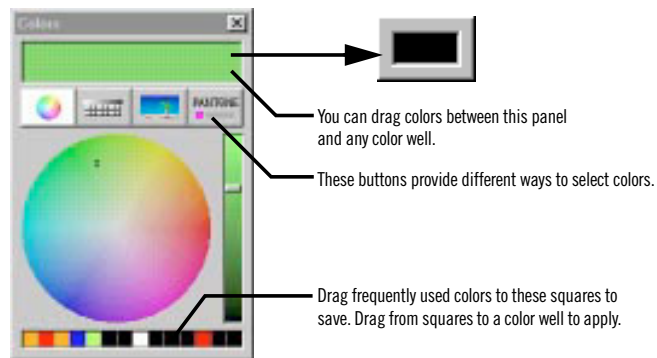 Colors
PANTONE
You can drag colors between this panel
and any color well.
These buttons provide different ways to select colors.
Drag frequently used colors to these squares to
save. Drag from squares to a color well to apply.